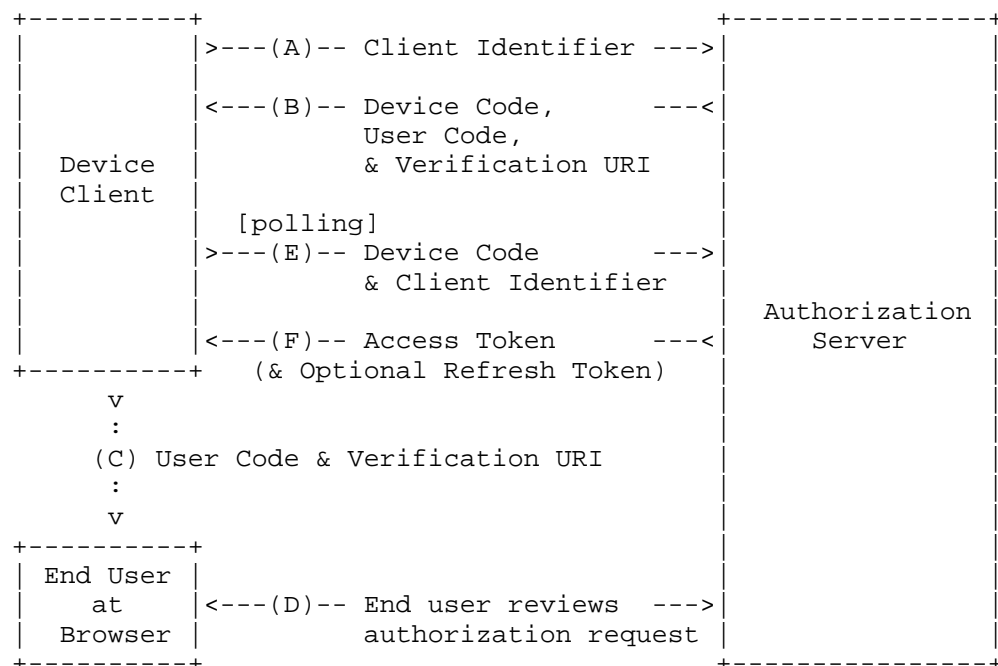 +----------+                                +----------------+
|          |>---(A)-- Client Identifier --->|                |
|          |                                |                |
|          |<---(B)-- Device Code,      ---<|                |
|          |          User Code,            |                |
|  Device  |          & Verification URI    |                |
|  Client  |                                |                |
|          |  [polling]                     |                |
|          |>---(E)-- Device Code       --->|                |
|          |          & Client Identifier   |                |
|          |                                |  Authorization |
|          |<---(F)-- Access Token      ---<|     Server     |
+----------+   (& Optional Refresh Token)   |                |
      v                                     |                |
      :                                     |                |
     (C) User Code & Verification URI       |                |
      :                                     |                |
      v                                     |                |
+----------+                                |                |
| End User |                                |                |
|    at    |<---(D)-- End user reviews  --->|                |
|  Browser |          authorization request |                |
+----------+                                +----------------+